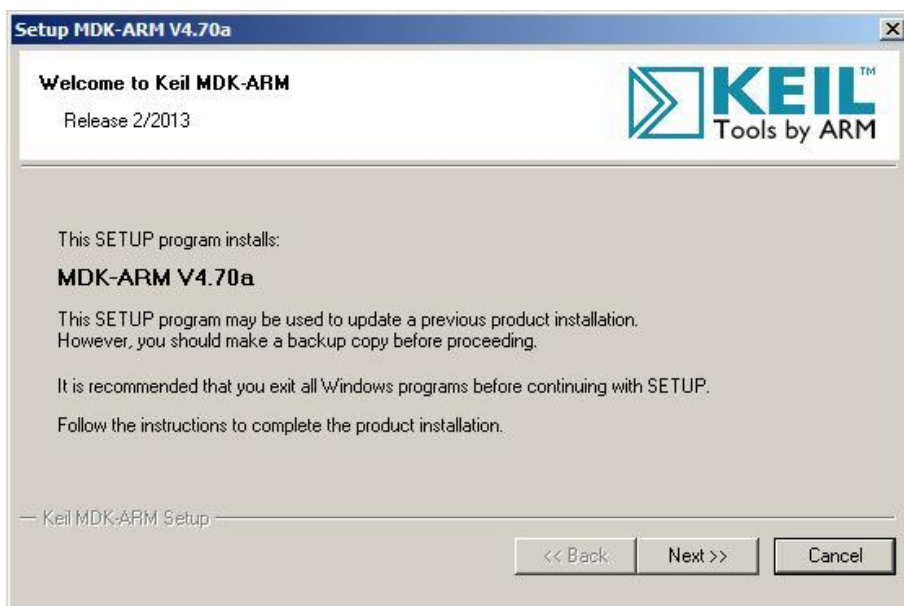 Setup MDK-ARM V4.70a
Welcome to Keil MDK-ARM
Release 2/2013
KEIL™
Tools by ARM
This SETUP program installs:
MDK-ARM V4.70a
This SETUP program may be used to update a previous product installation.
However, you should make a backup copy before proceeding.
It is recommended that you exit all Windows programs before continuing with SETUP.
Follow the instructions to complete the product installation.
Keil MDK-ARM Setup
<< Back Next >> Cancel